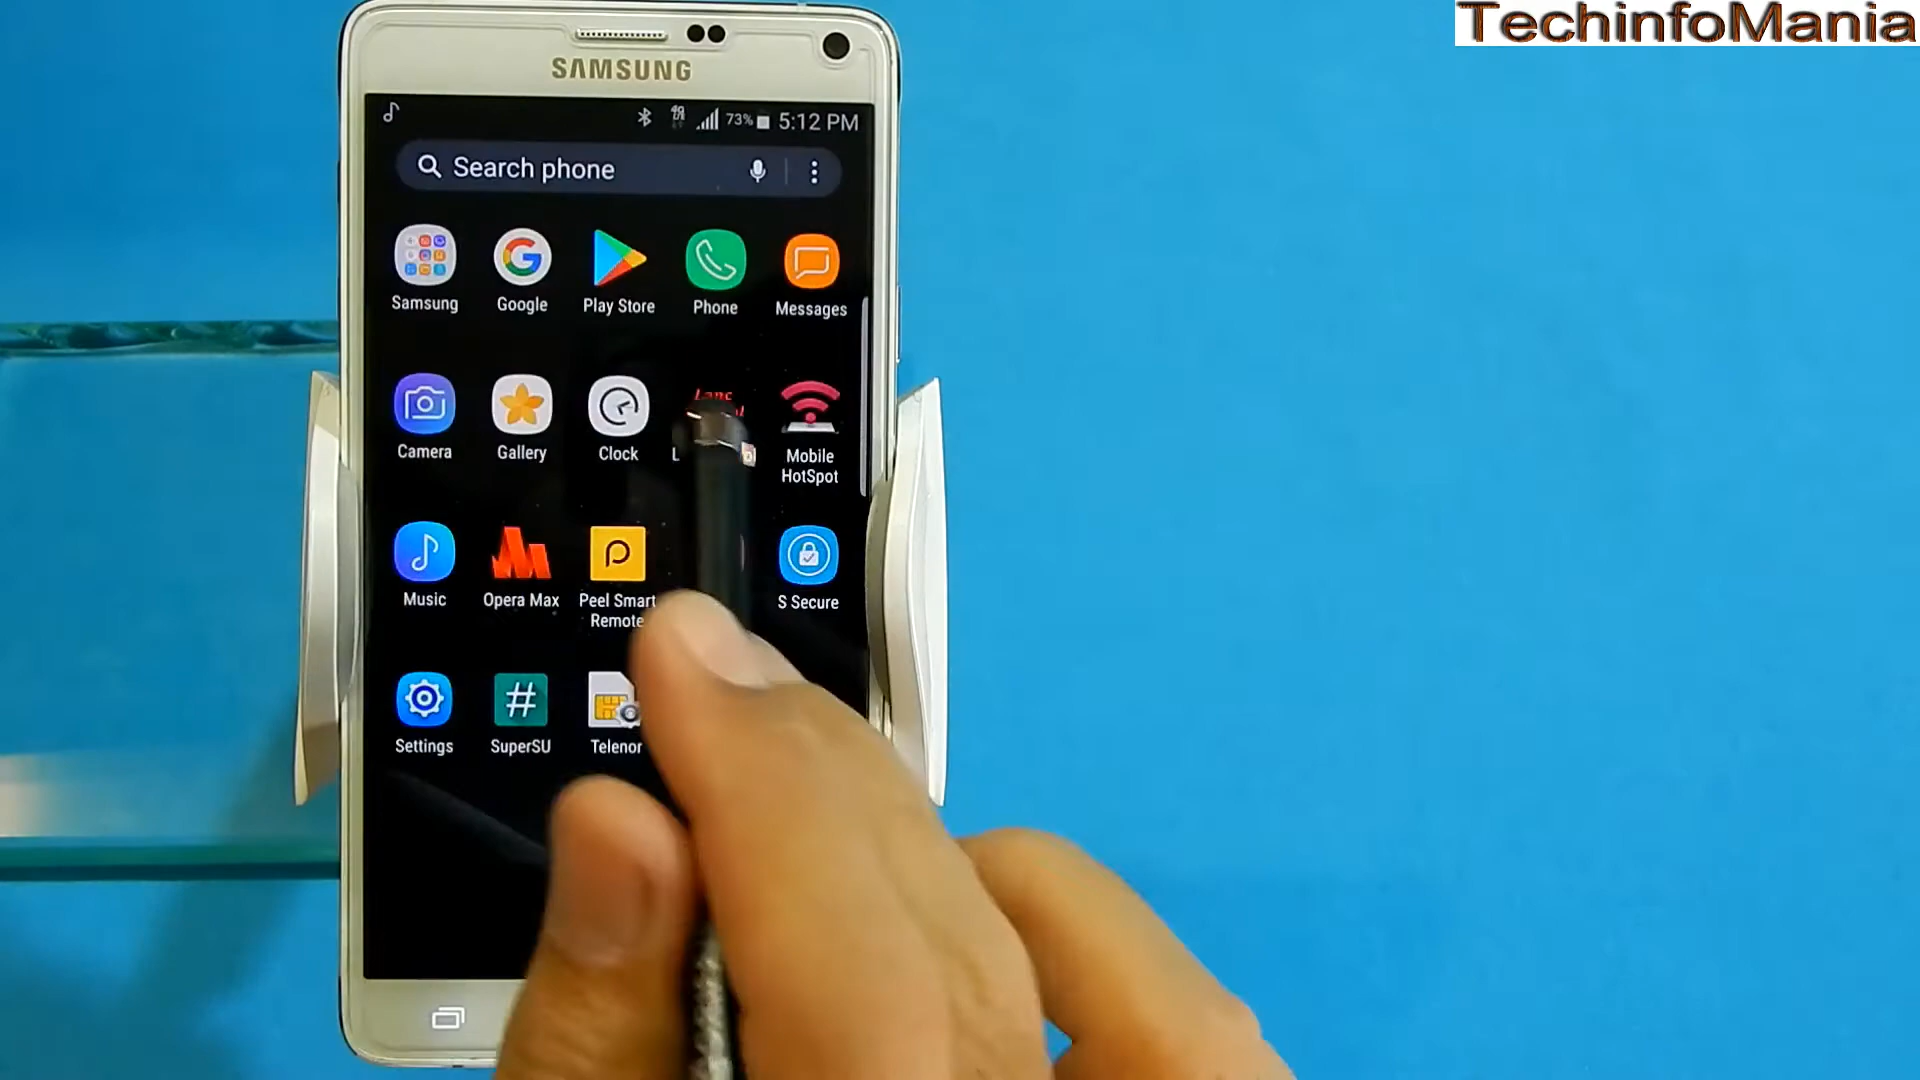 TechinfoMania
SAMSUNG
73% 5:12 PM
Search phone
Samsung Google Play Store Phone Messages
Camera Gallery Clock Mobile HotSpot
Music Opera Max Peel Smart Remote S Secure
Settings SuperSU Telenor